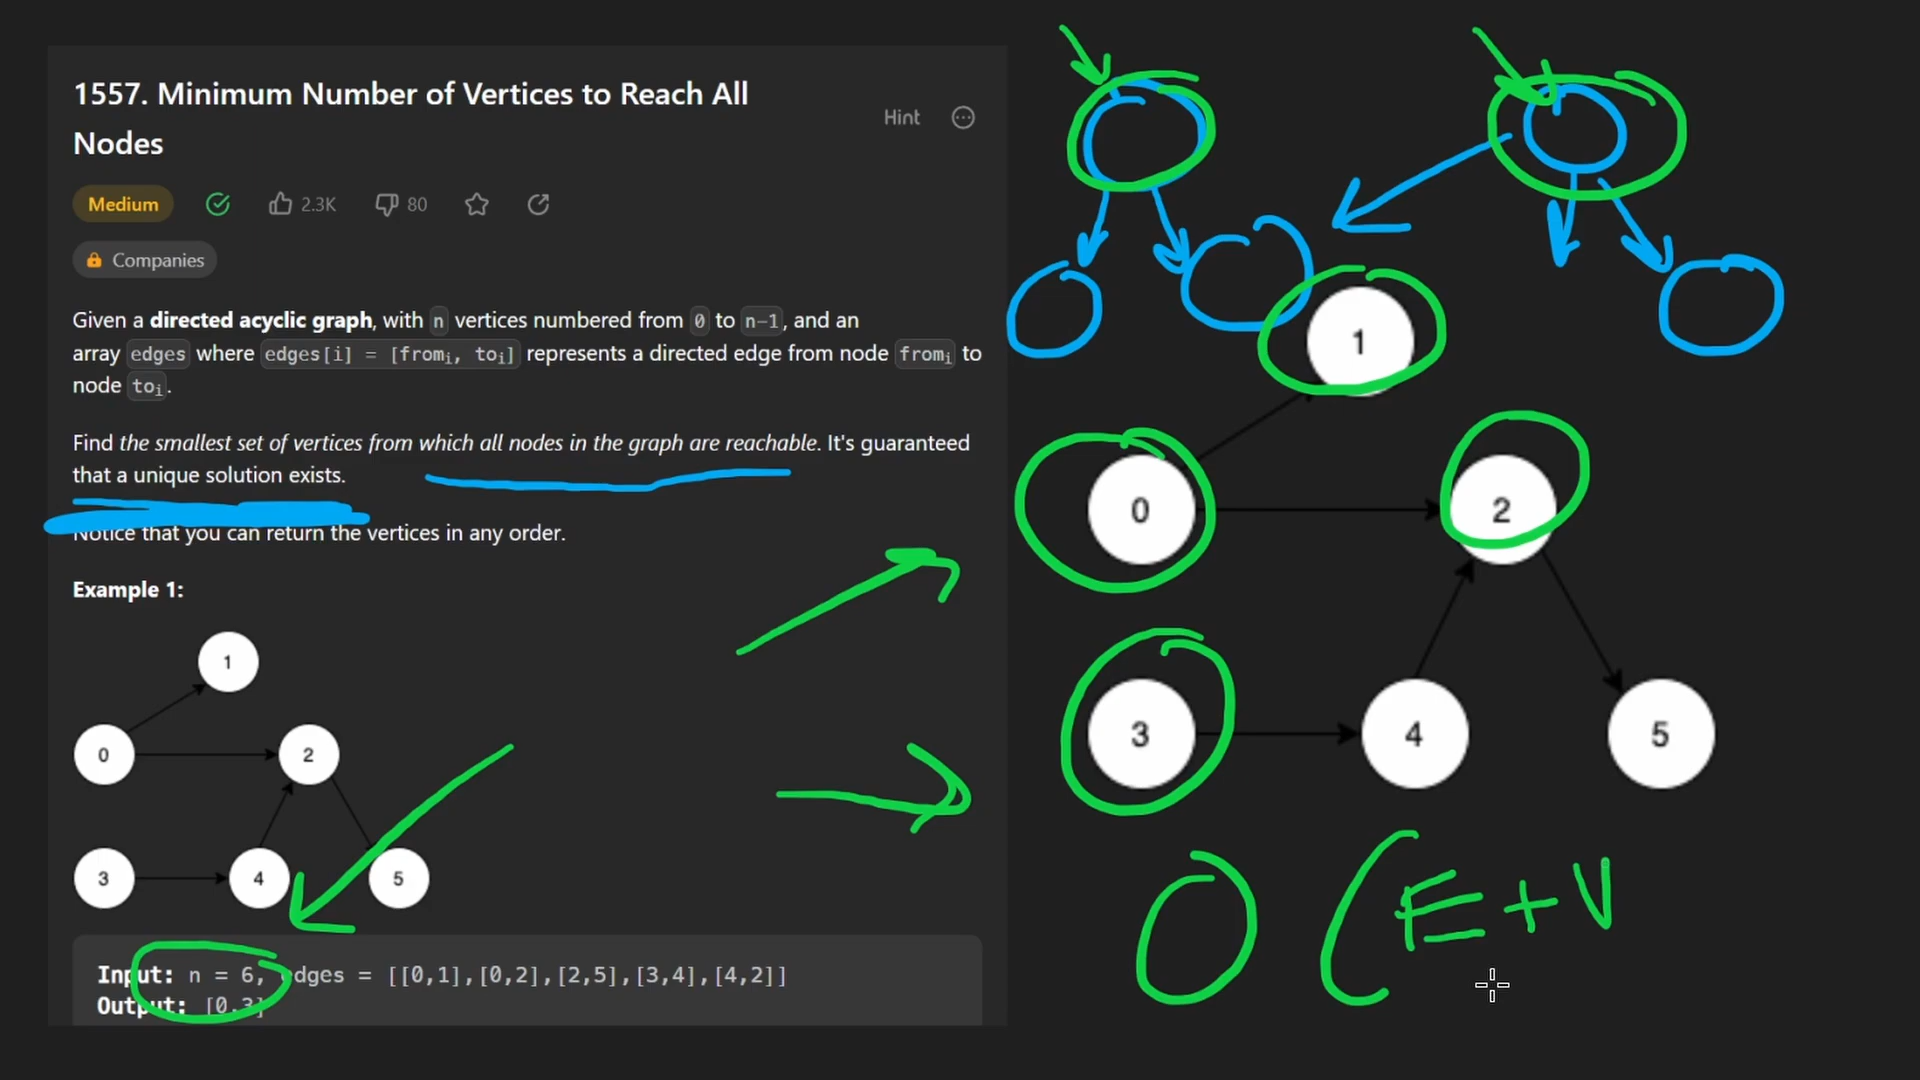 1557. Minimum Number of Vertices to Reach All
Nodes
Hint
Medium
2.3K
80
Companies
Given a directed acyclic graph, with n vertices numbered from 0 to n-1, and an
array edges where edges[i] = [fromᵢ, toᵢ] represents a directed edge from node fromᵢ to
node toᵢ.
Find the smallest set of vertices from which all nodes in the graph are reachable. It's guaranteed
that a unique solution exists.
Notice that you can return the vertices in any order.
Example 1:
1
0
2
3
4
5
Input: n = 6, edges = [[0,1],[0,2],[2,5],[3,4],[4,2]]
Output: [0,3]
1
0
2
3
4
5
O (E+V